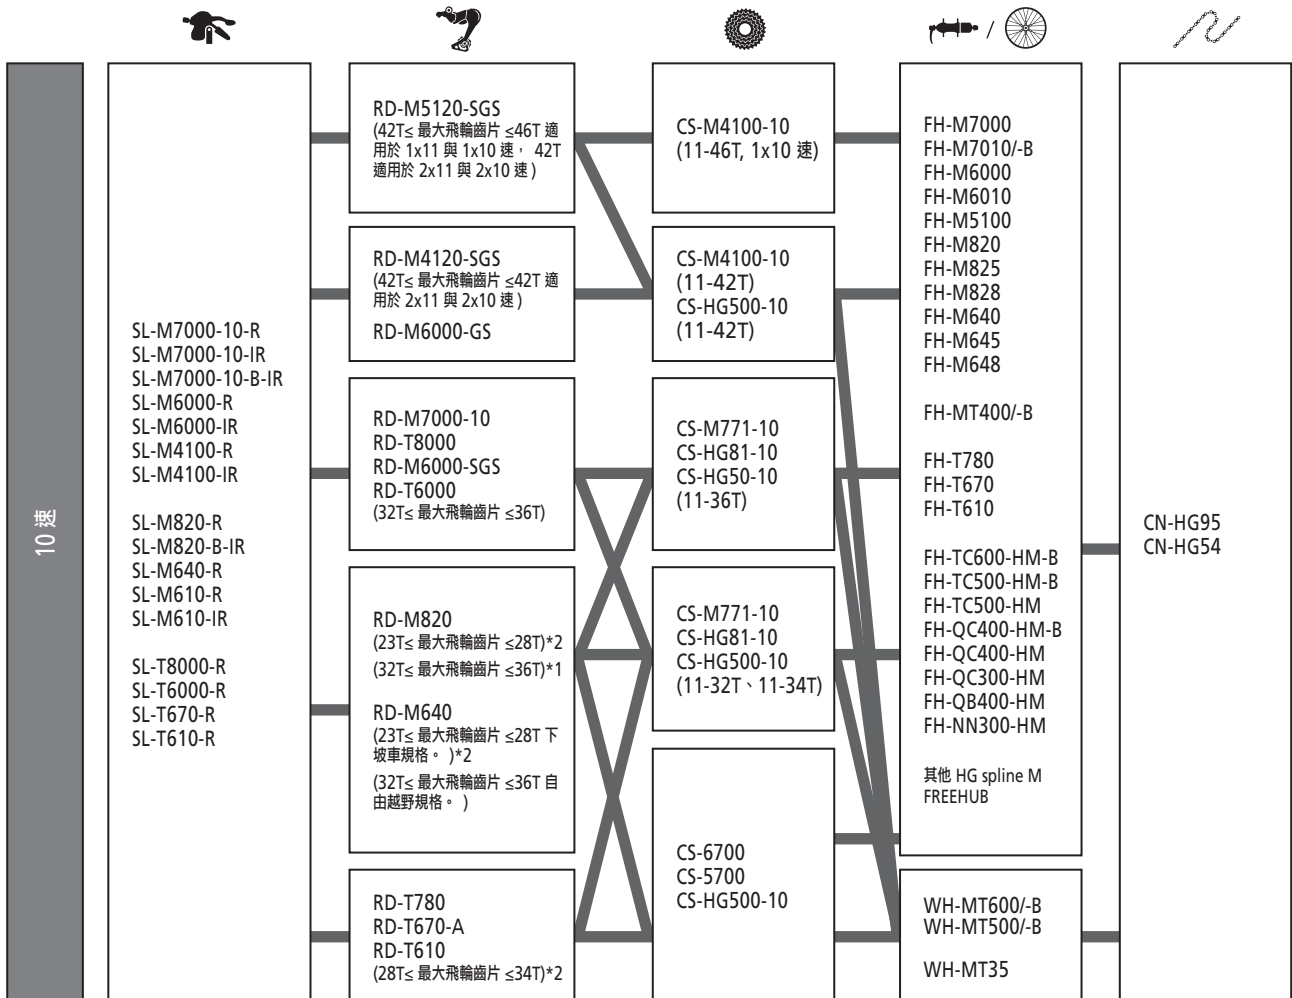 10 速
SL-M7000-10-R
SL-M7000-10-IR
SL-M7000-10-B-IR
SL-M6000-R
SL-M6000-IR
SL-M4100-R
SL-M4100-IR
SL-M820-R
SL-M820-B-IR
SL-M640-R
SL-M610-R
SL-M610-IR
SL-T8000-R
SL-T6000-R
SL-T670-R
SL-T610-R
RD-M5120-SGS
(42T≤ 最大飛輪齒片 ≤46T 適
用於 1x11 與 1x10 速, 42T
適用於 2x11 與 2x10 速 )
RD-M4120-SGS
(42T≤ 最大飛輪齒片 ≤42T 適
用於 2x11 與 2x10 速 )
RD-M6000-GS
RD-M7000-10
RD-T8000
RD-M6000-SGS
RD-T6000
(32T≤ 最大飛輪齒片 ≤36T)
RD-M820
(23T≤ 最大飛輪齒片 ≤28T)*2
(32T≤ 最大飛輪齒片 ≤36T)*1
RD-M640
(23T≤ 最大飛輪齒片 ≤28T 下
坡車規格。 )*2
(32T≤ 最大飛輪齒片 ≤36T 自
由越野規格。 )
RD-T780
RD-T670-A
RD-T610
(28T≤ 最大飛輪齒片 ≤34T)*2
CS-M4100-10
(11-46T, 1x10 速)
CS-M4100-10
(11-42T)
CS-HG500-10
(11-42T)
CS-M771-10
CS-HG81-10
CS-HG50-10
(11-36T)
CS-M771-10
CS-HG81-10
CS-HG500-10
(11-32T、11-34T)
CS-6700
CS-5700
CS-HG500-10
/
FH-M7000
FH-M7010/-B
FH-M6000
FH-M6010
FH-M5100
FH-M820
FH-M825
FH-M828
FH-M640
FH-M645
FH-M648
FH-MT400/-B
FH-T780
FH-T670
FH-T610
FH-TC600-HM-B
FH-TC500-HM-B
FH-TC500-HM
FH-QC400-HM-B
FH-QC400-HM
FH-QC300-HM
FH-QB400-HM
FH-NN300-HM
其他 HG spline M
FREEHUB
WH-MT600/-B
WH-MT500/-B
WH-MT35
CN-HG95
CN-HG54